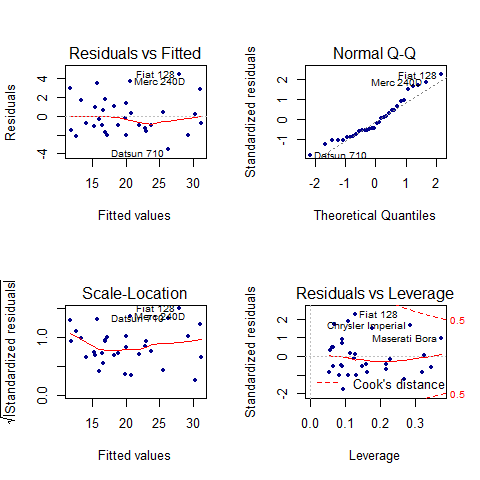 Residuals vs Fitted
Residuals
4
2
0
-4
Fiat 128
Merc 240D
Datsun 710
15
20
25
30
Fitted values
Normal Q-Q
Standardized residuals
2
1
0
-1
Fiat 128
Merc 240D
Datsun 710
-2
-1
0
1
2
Theoretical Quantiles
Scale-Location
√|Standardized residuals|
1.0
0.0
Fiat 128
Datsun 710
Merc 240D
15
20
25
30
Fitted values
Residuals vs Leverage
Standardized residuals
2
1
0
-2
Fiat 128
Chrysler Imperial
Maserati Bora
Cook's distance
0.5
0.5
0.0
0.1
0.2
0.3
Leverage